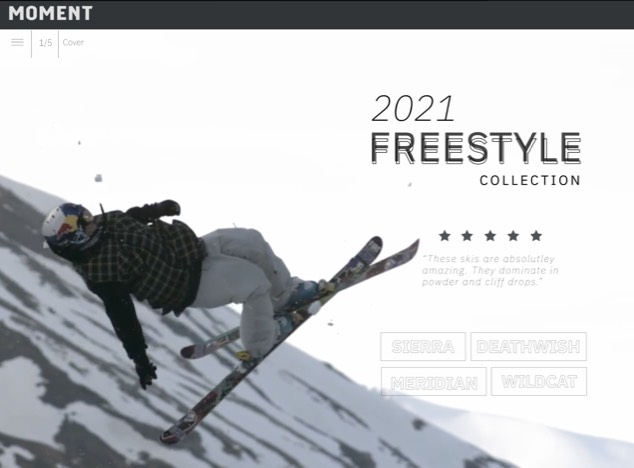 MOMENT
1/5 Cover
2021
FREESTYLE
COLLECTION
“These skis are absolutley
amazing. They dominate in
powder and cliff drops.”
SIERRA DEATHWISH
MERIDIAN WILDCAT